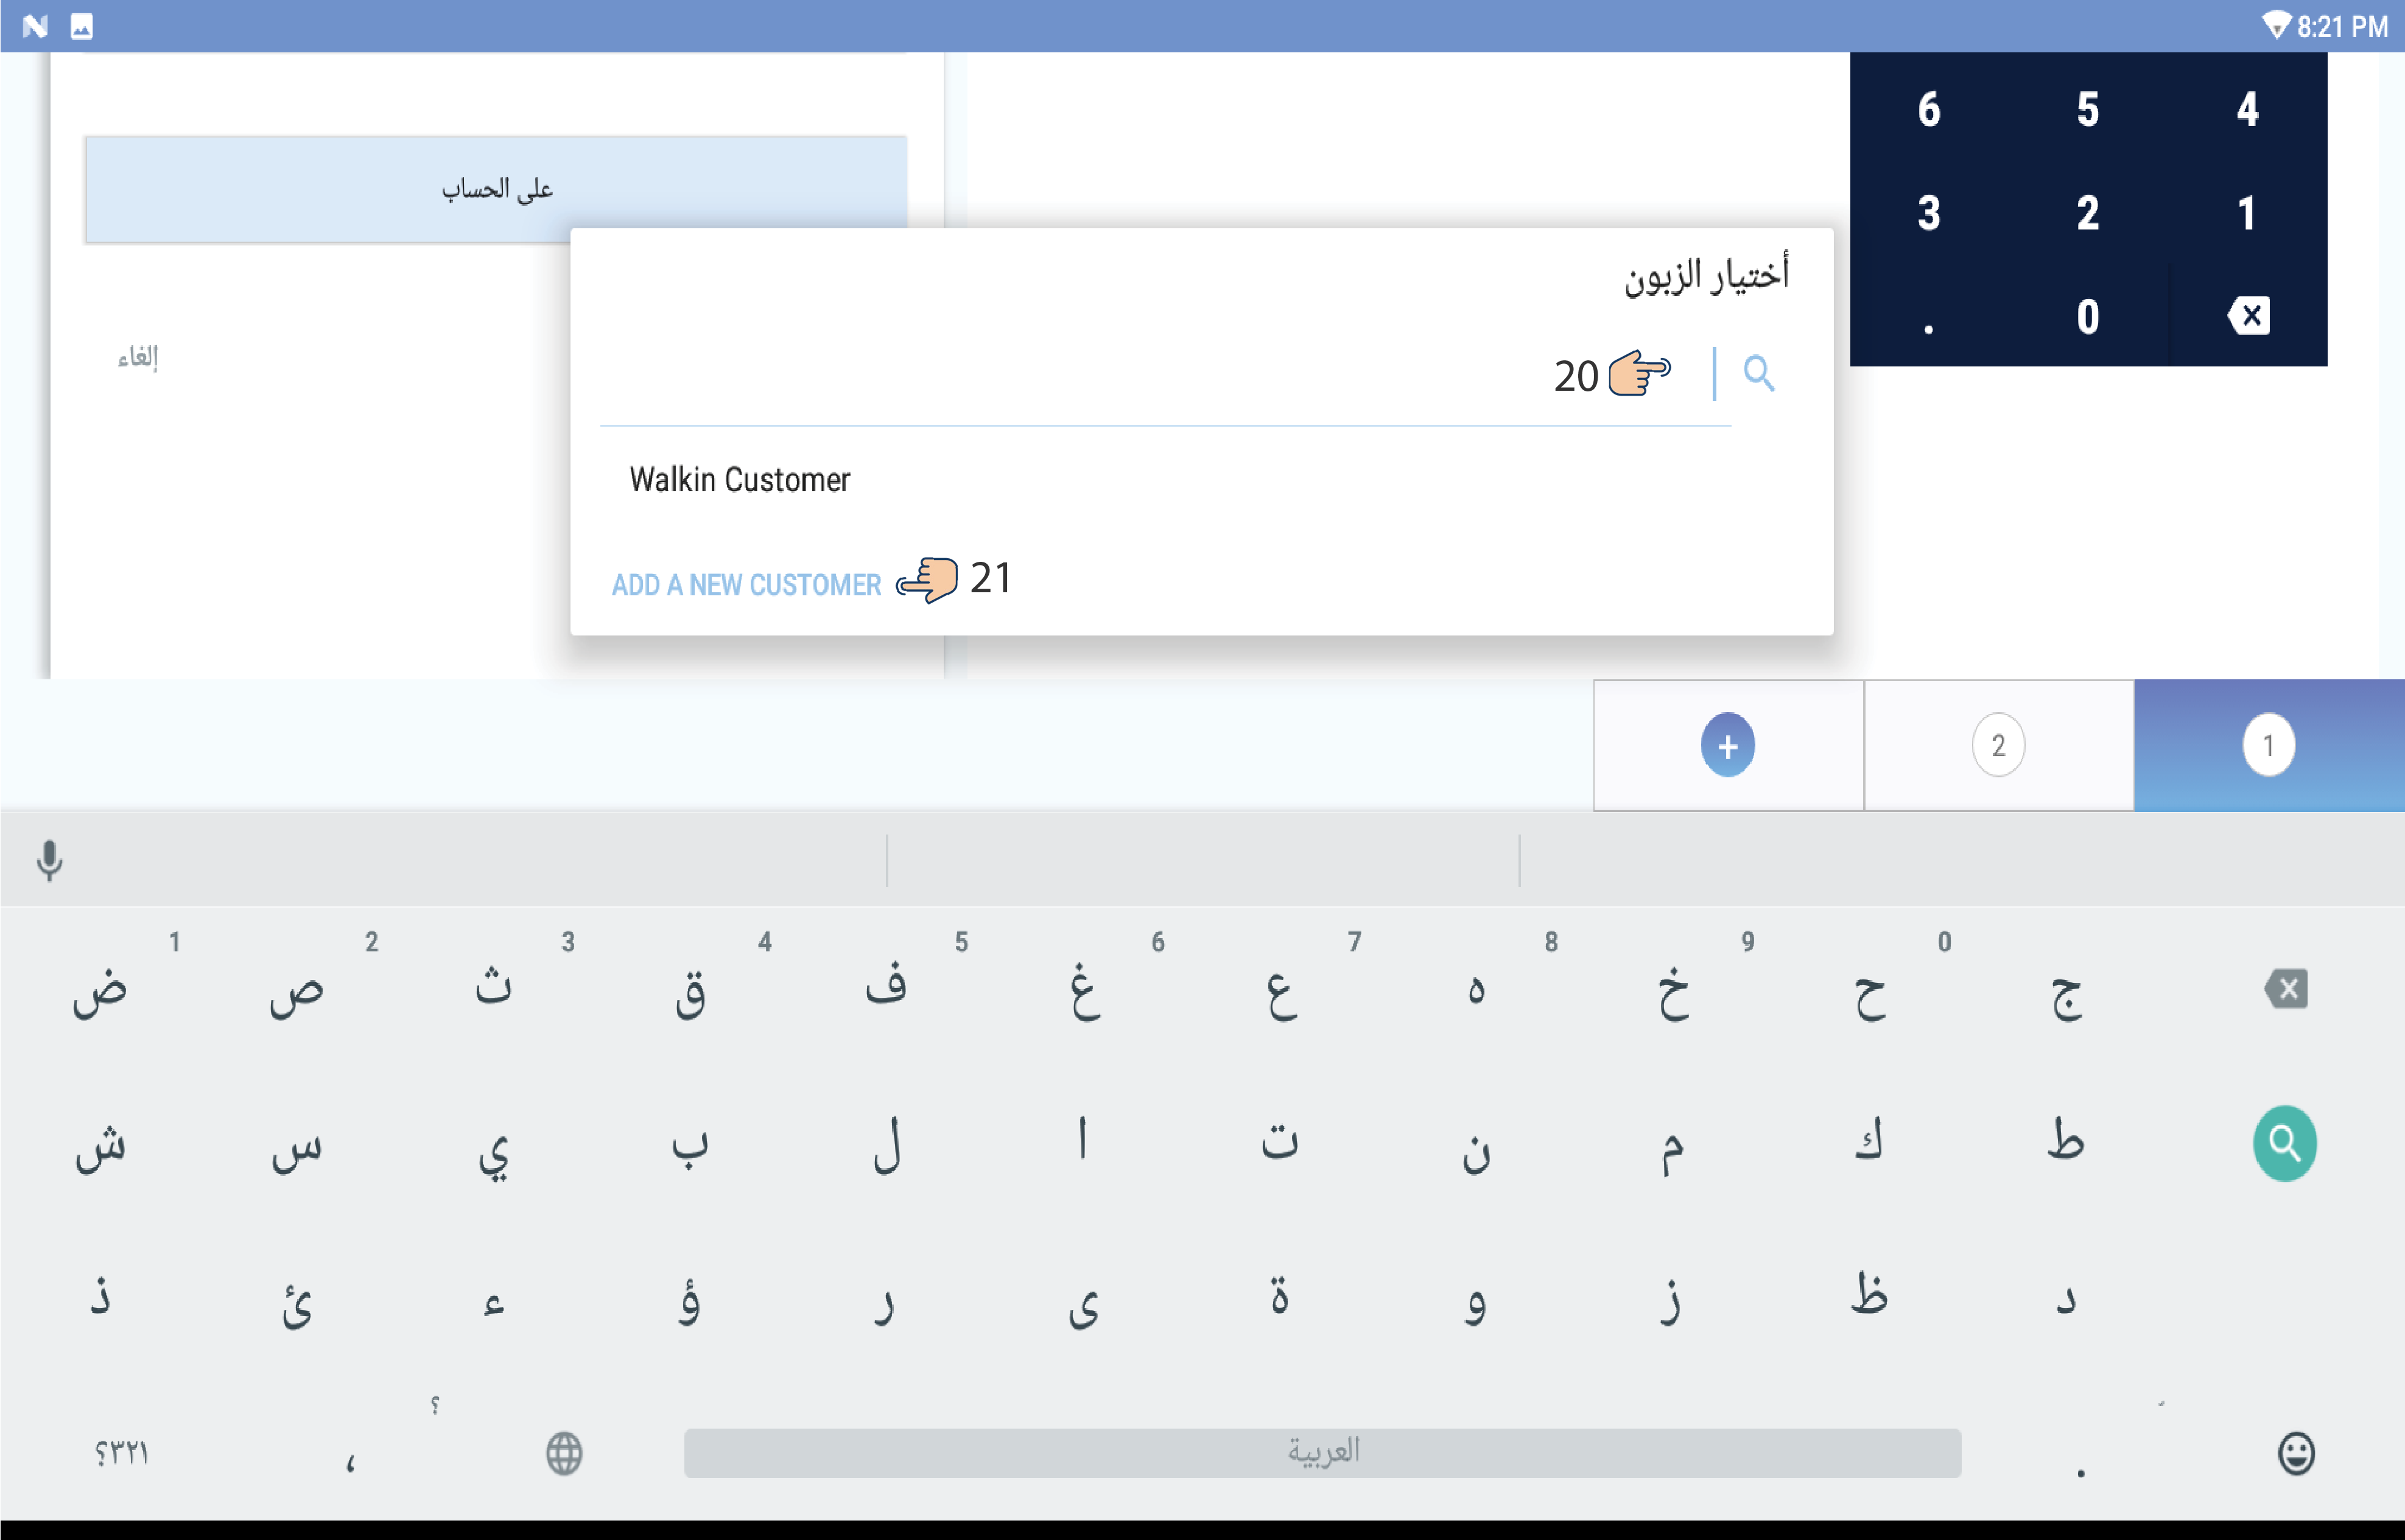 8:21 PM
6 5 4
3 2 1
. 0
على الحساب
إلغاء
أختيار الزبون
20
Walkin Customer
ADD A NEW CUSTOMER
21
+ 2 1
1 2 3 4 5 6 7 8 9 0
ض ص ث ق ف غ ع ه خ ح ج
ش س ي ب ل ا ت ن م ك ط
ذ ئ ء ؤ ر ى ة و ز ظ د
؟
؟٣٢١ ، العربية .